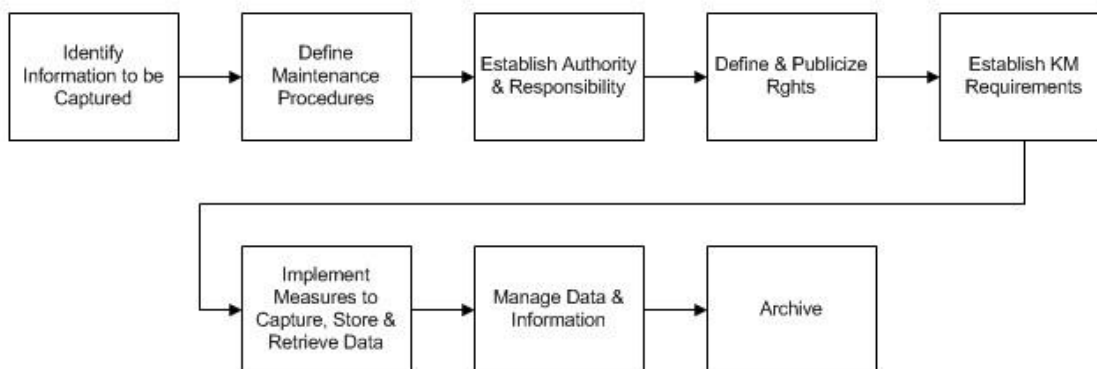 Identify
Information to be
Captured
Define
Maintenance
Procedures
Establish Authority
& Responsibility
Define & Publicize
Rghts
Establish KM
Requirements
Implement
Measures to
Capture, Store &
Retrieve Data
Manage Data &
Information
Archive